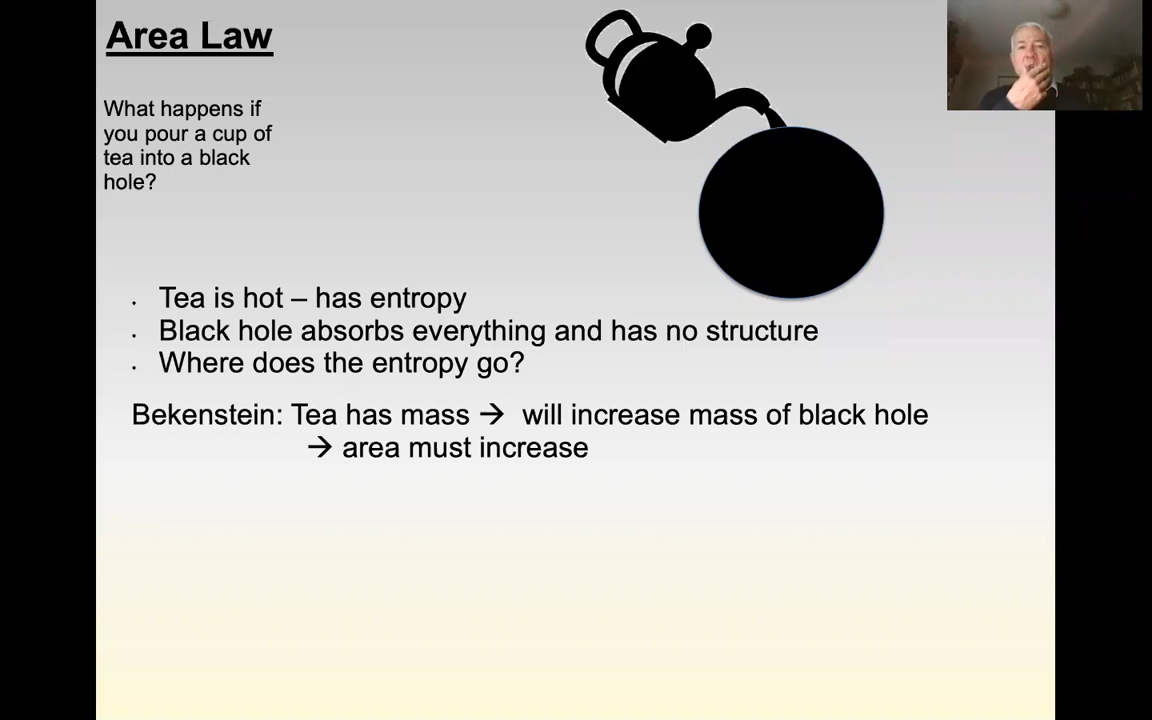 Area Law
What happens if
you pour a cup of
tea into a black
hole?
• Tea is hot – has entropy
• Black hole absorbs everything and has no structure
• Where does the entropy go?
Bekenstein: Tea has mass → will increase mass of black hole
→ area must increase